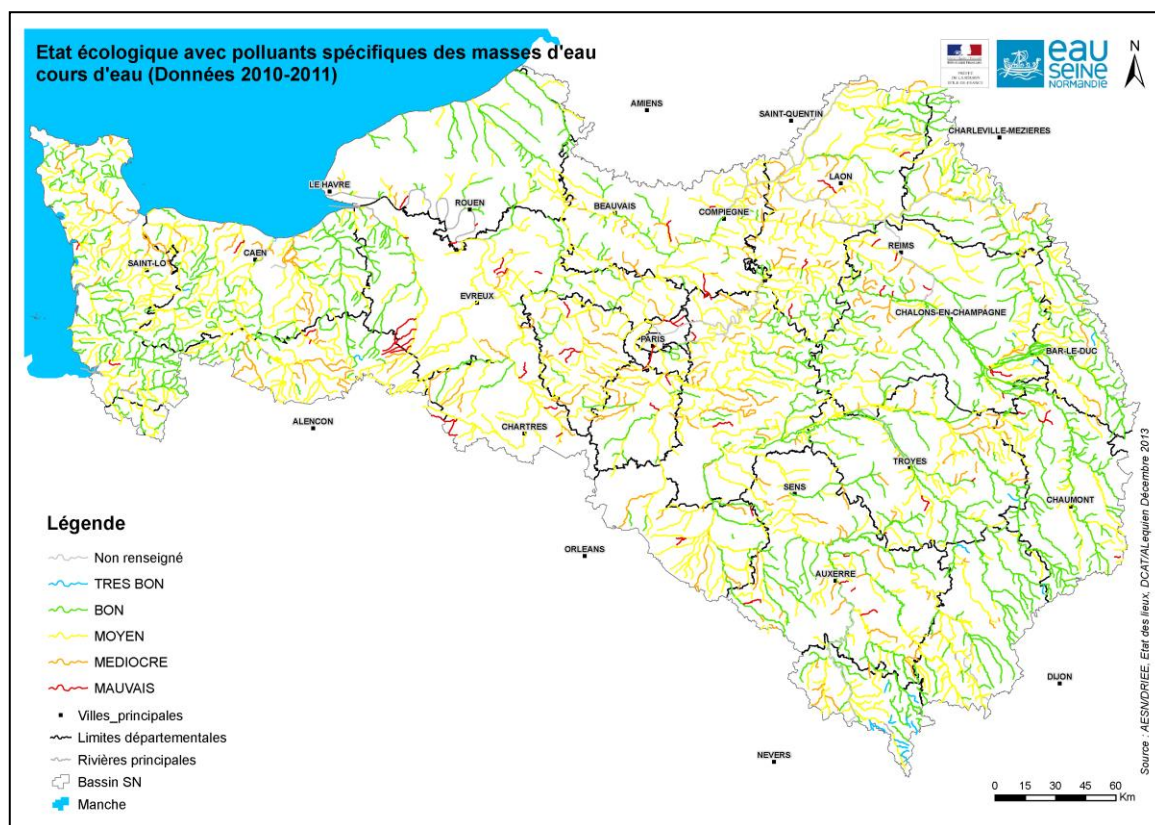 Etat écologique avec polluants spécifiques des masses d'eau
cours d'eau (Données 2010-2011)
eau
SEINE
NORMANDIE
N
AMIENS
SAINT-QUENTIN
CHARLEVILLE-MEZIERES
LE HAVRE
ROUEN
BEAUVAIS
COMPIEGNE
LAON
REIMS
SAINT-LO
CAEN
EVREUX
PARIS
CHALONS-EN-CHAMPAGNE
BAR-LE-DUC
ALENCON
CHARTRES
TROYES
SENS
CHAUMONT
ORLEANS
AUXERRE
DIJON
NEVERS
Légende
Non renseigné
TRES BON
BON
MOYEN
MEDIOCRE
MAUVAIS
Villes_principales
Limites départementales
Rivières principales
Bassin SN
Manche
0 15 30 45 60
Km
Source : AESN/DRIEE, Etat des lieux, DCAT/ALequien Décembre 2013